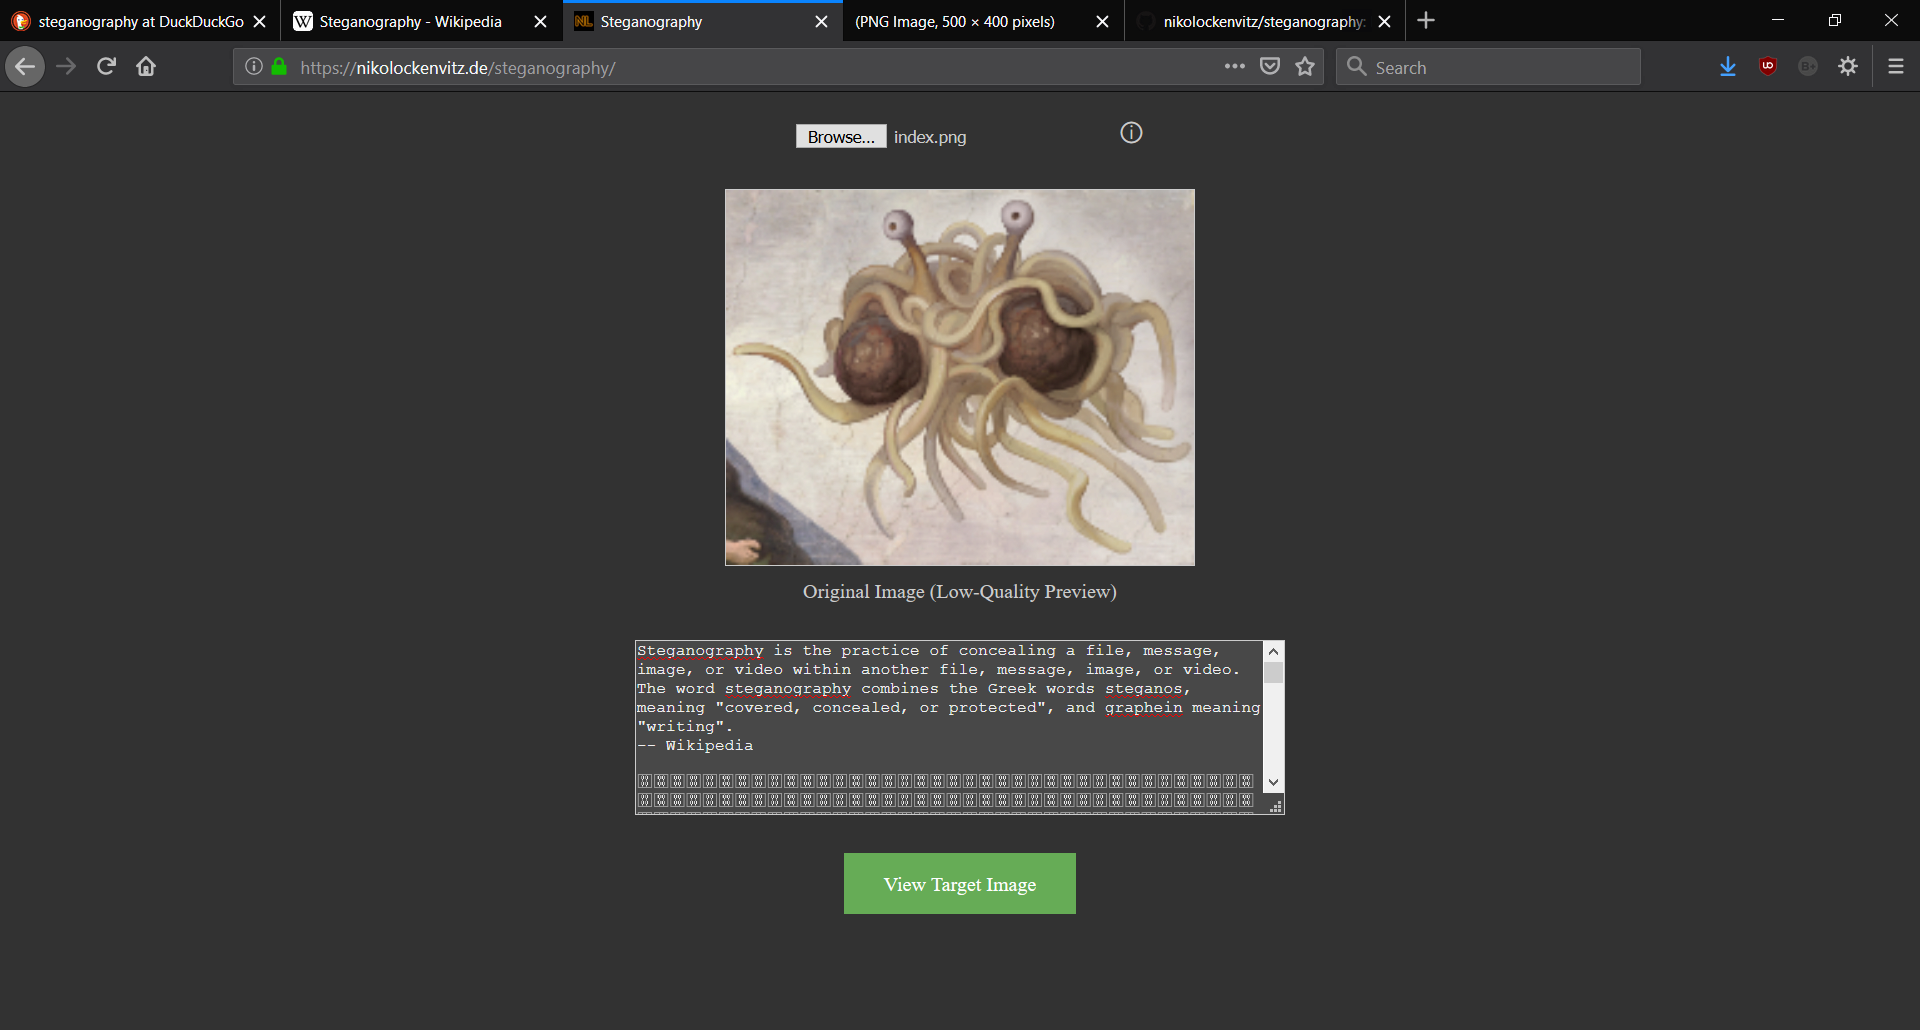 steganography at DuckDuckGo
Steganography - Wikipedia
Steganography
(PNG Image, 500 × 400 pixels)
nikolockenvitz/steganography:
https://nikolockenvitz.de/steganography/
Search
Browse... index.png
Original Image (Low-Quality Preview)
Steganography is the practice of concealing a file, message,
image, or video within another file, message, image, or video.
The word steganography combines the Greek words steganos,
meaning "covered, concealed, or protected", and graphein meaning
"writing".
-- Wikipedia
View Target Image